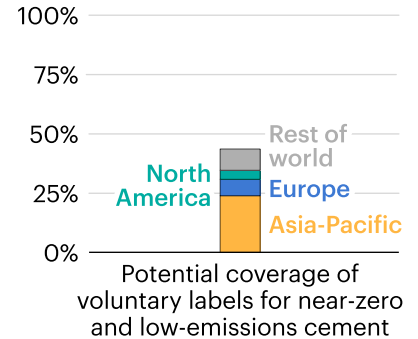 100%
75%
50%
Rest of
world
North
America
25%
Europe
Asia-Pacific
0%
Potential coverage of
voluntary labels for near-zero
and low-emissions cement